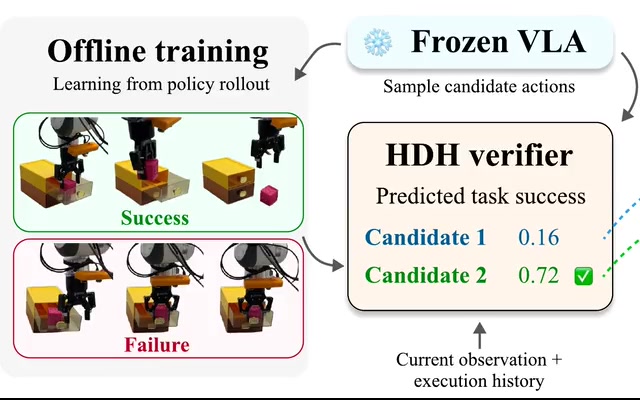 Offline training
Learning from policy rollout
Success
Failure
Frozen VLA
Sample candidate actions
HDH verifier
Predicted task success
Candidate 1 0.16
Candidate 2 0.72
Current observation +
execution history